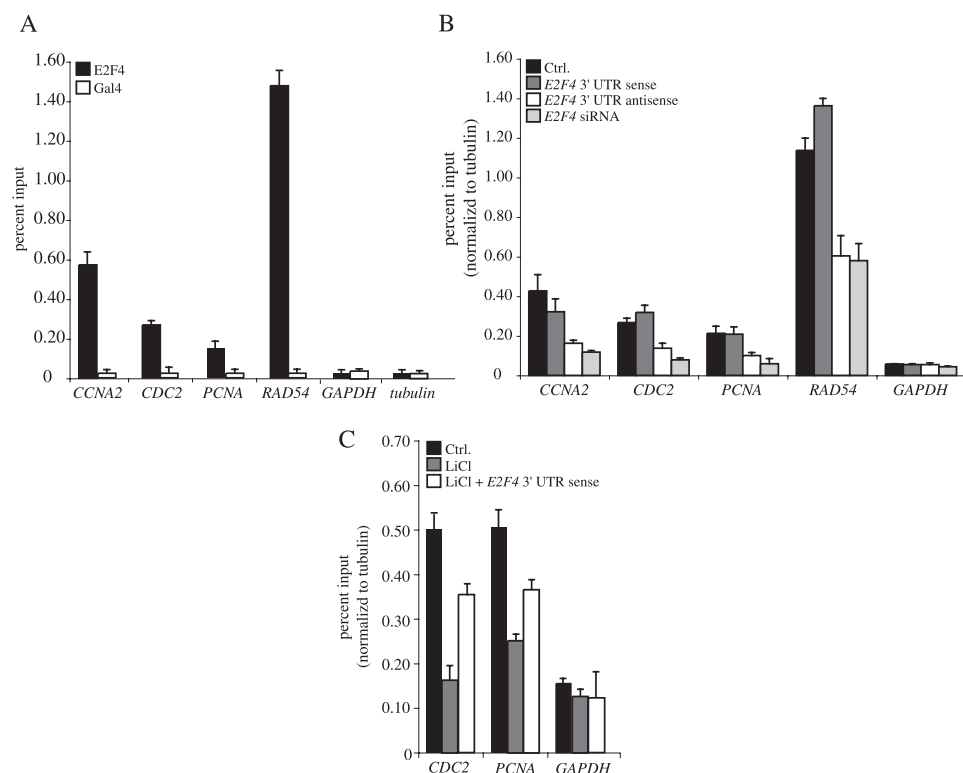 A
percent input
1.60
1.40
1.20
1.00
0.80
0.60
0.40
0.20
0
E2F4
Gal4
CCNA2 CDC2 PCNA RAD54 GAPDH tubulin
B
percent input
(normalizd to tubulin)
1.60
1.40
1.20
1.00
0.80
0.60
0.40
0.20
0
Ctrl.
E2F4 3' UTR sense
E2F4 3' UTR antisense
E2F4 siRNA
CCNA2 CDC2 PCNA RAD54 GAPDH
C
percent input
(normalizd to tubulin)
0.70
0.60
0.50
0.40
0.30
0.20
0.10
0
Ctrl.
LiCl
LiCl + E2F4 3' UTR sense
CDC2 PCNA GAPDH